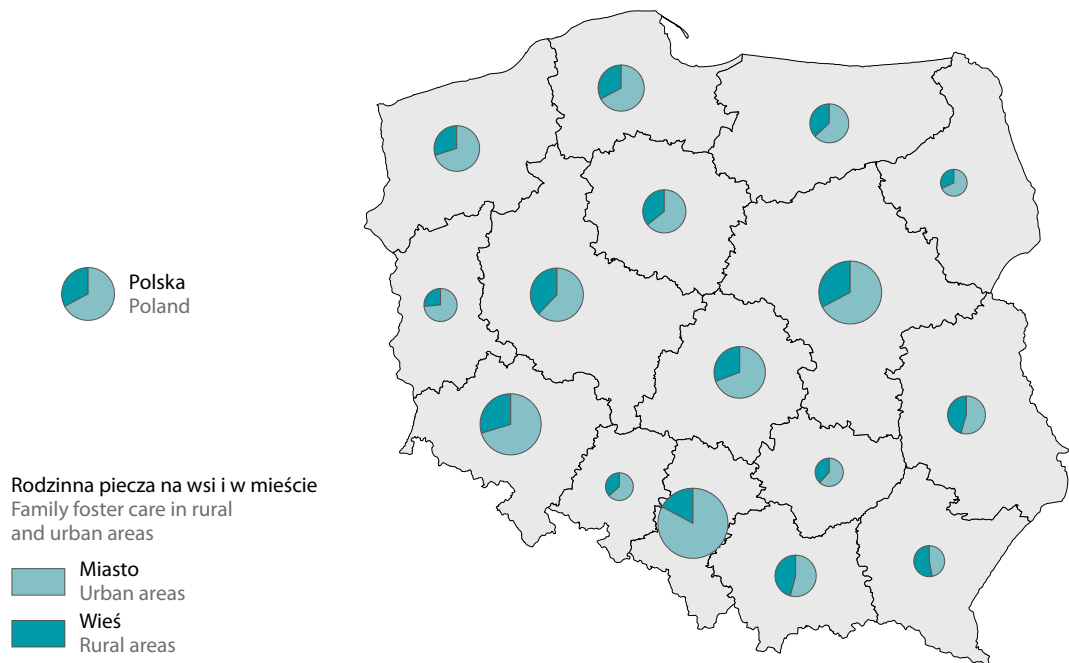 Polska
Poland
Rodzinna piecza na wsi i w mieście
Family foster care in rural
and urban areas
Miasto
Urban areas
Wieś
Rural areas